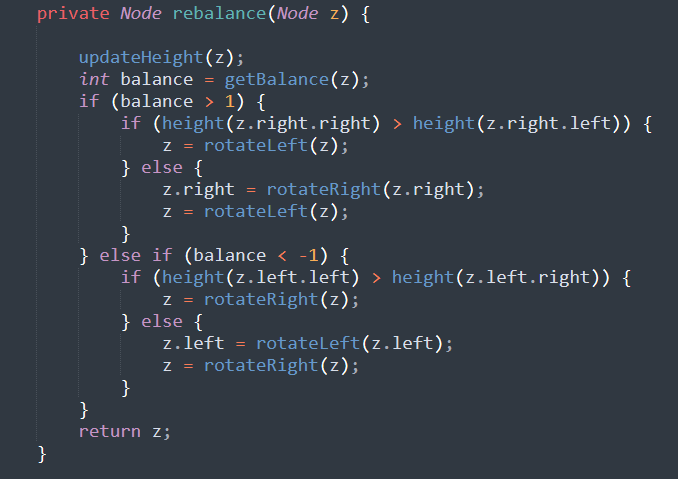 private Node rebalance(Node z) {
updateHeight(z);
int balance = getBalance(z);
if (balance > 1) {
if (height(z.right.right) > height(z.right.left)) {
z = rotateLeft(z);
} else {
z.right = rotateRight(z.right);
z = rotateLeft(z);
}
} else if (balance < -1) {
if (height(z.left.left) > height(z.left.right)) {
z = rotateRight(z);
} else {
z.left = rotateLeft(z.left);
z = rotateRight(z);
}
}
return z;
}